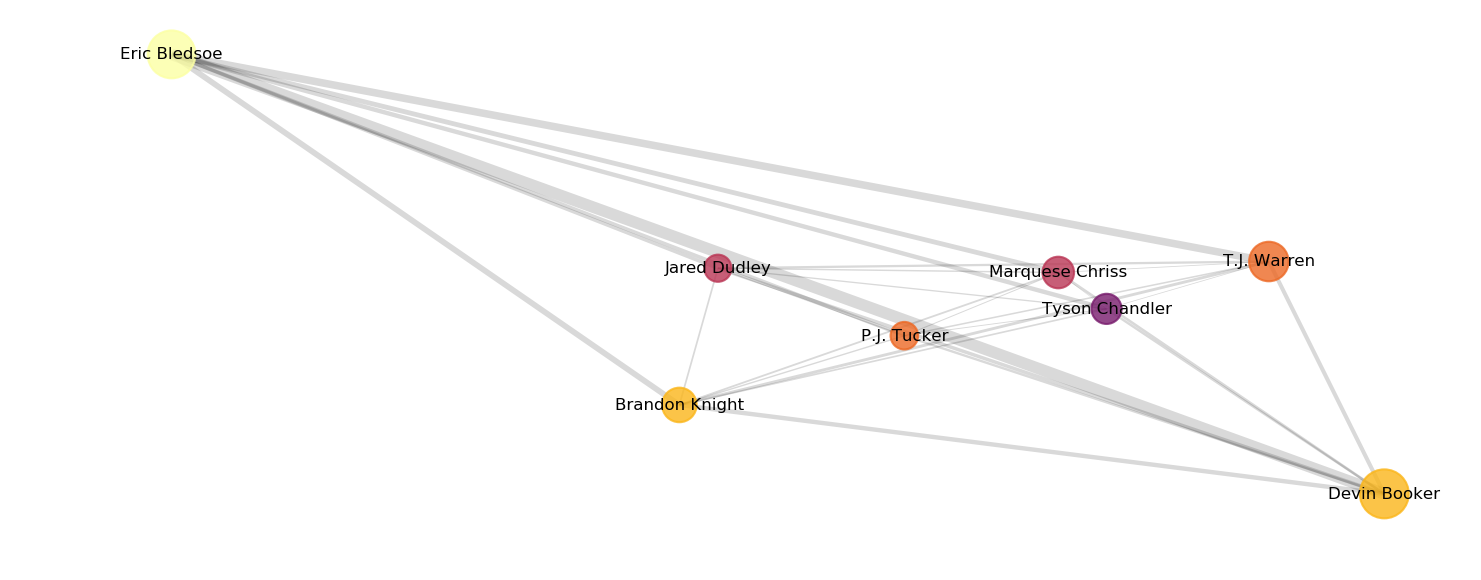 Eric Bledsoe
T.J. Warren
Jared Dudley
Marquese Chriss
Tyson Chandler
P.J. Tucker
Brandon Knight
Devin Booker